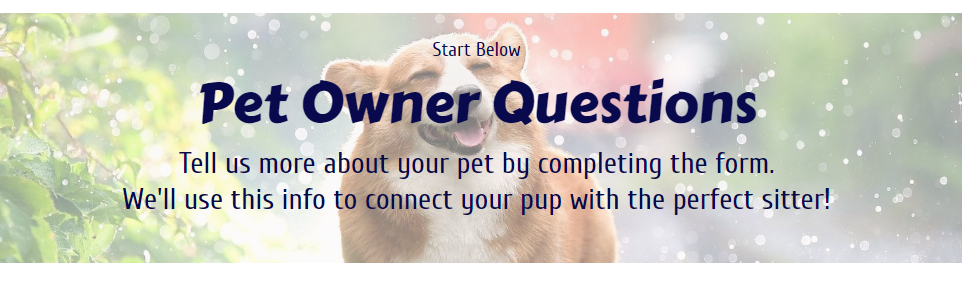 Start Below
Pet Owner Questions
Tell us more about your pet by completing the form.
We'll use this info to connect your pup with the perfect sitter!